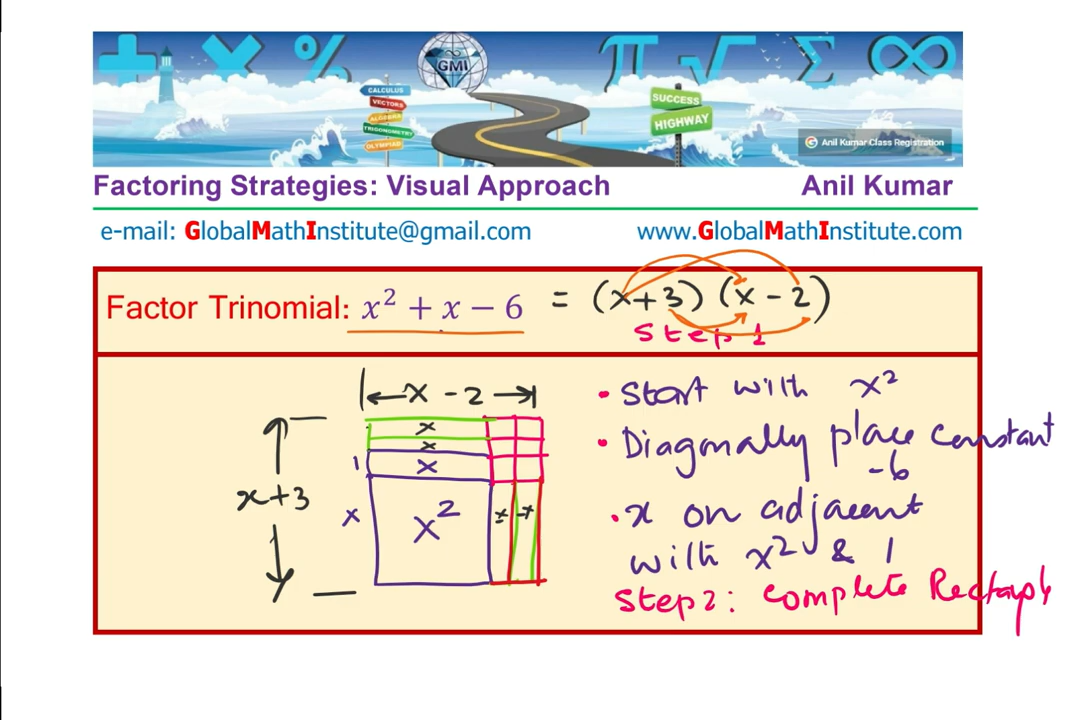 GMI
CALCULUS
VECTORS
ALGEBRA
TRIGONOMETRY
OLYMPIAD
SUCCESS
HIGHWAY
Anil Kumar Class Registration
Factoring Strategies: Visual Approach Anil Kumar
e-mail: GlobalMathInstitute@gmail.com www.GlobalMathInstitute.com
Factor Trinomial: x² + x − 6 = (x+3) (x − 2)
Step 1
x − 2
• Start with x²
x
x
• Diagonally place constant
1 x
−6
x+3
x x²
• x on adjacent
with x² & 1
Step 2: Complete